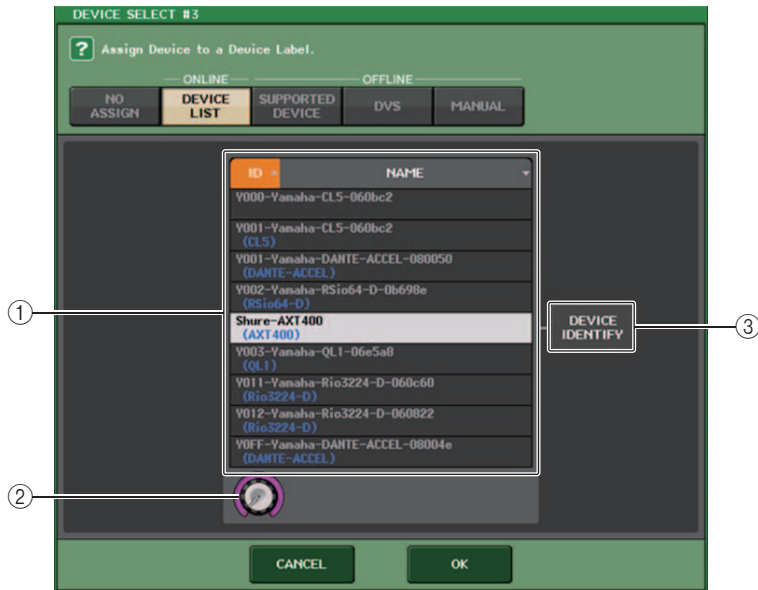 DEVICE SELECT #3
? Assign Device to a Device Label.
ONLINE OFFLINE
NO ASSIGN
DEVICE LIST
SUPPORTED DEVICE
DVS
MANUAL
ID NAME
Y000-Yamaha-CL5-060bc2
Y001-Yamaha-CL5-060bc2
(CL5)
Y001-Yamaha-DANTE-ACCEL-080050
(DANTE-ACCEL)
Y002-Yamaha-RSio64-D-0b698e
(RSio64-D)
Shure-AXT400
(AXT400)
Y003-Yamaha-QL1-06e5a8
(QL1)
Y011-Yamaha-Rio3224-D-060c60
(Rio3224-D)
Y012-Yamaha-Rio3224-D-060822
(Rio3224-D)
Y0FF-Yamaha-DANTE-ACCEL-08004e
(DANTE-ACCEL)
①
DEVICE
IDENTIFY
③
②
CANCEL OK